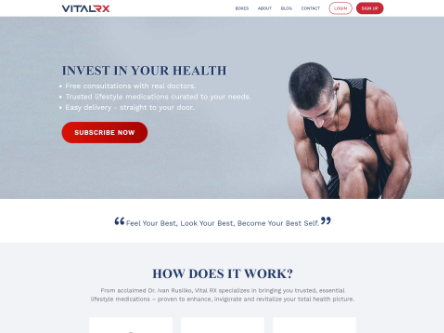 VITALRX
BOXES ABOUT BLOG CONTACT LOGIN SIGN UP
INVEST IN YOUR HEALTH
• Free consultations with real doctors.
• Trusted lifestyle medications curated to your needs.
• Easy delivery - straight to your door.
SUBSCRIBE NOW
“Feel Your Best, Look Your Best, Become Your Best Self.”
HOW DOES IT WORK?
From acclaimed Dr. Ivan Rusilko, Vital RX specializes in bringing you trusted, essential
lifestyle medications – proven to enhance, invigorate and revitalize your total health picture.